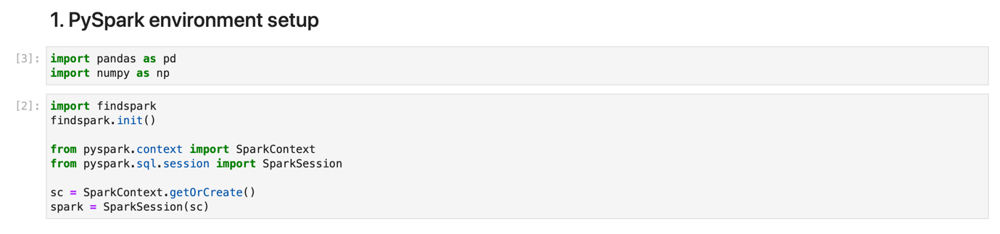 1. PySpark environment setup
[3]: import pandas as pd
import numpy as np
[2]: import findspark
findspark.init()
from pyspark.context import SparkContext
from pyspark.sql.session import SparkSession
sc = SparkContext.getOrCreate()
spark = SparkSession(sc)